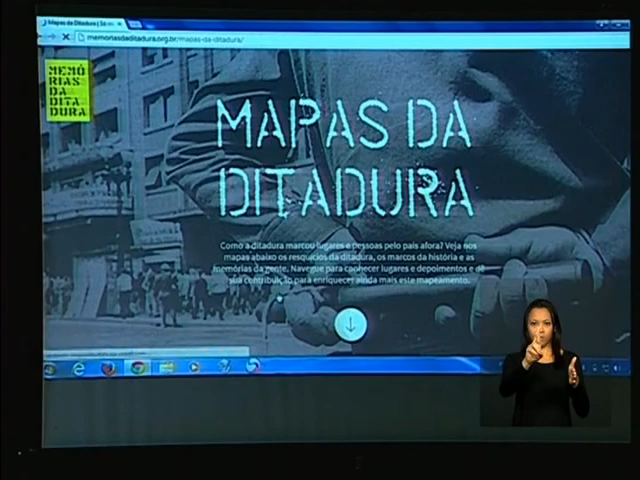 Mapas da Ditadura |
memoriasdaditadura.org.br/mapas-da-ditadura/
MEMÓ
RIAS
DA
DITA
DURA
MAPAS DA
DITADURA
Como a ditadura marcou lugares e pessoas pelo país afora? Veja nos
mapas abaixo os resquícios da ditadura, os marcos da história e as
memórias da gente. Navegue para conhecer lugares e depoimentos e dê
sua contribuição para enriquecer ainda mais este mapeamento.